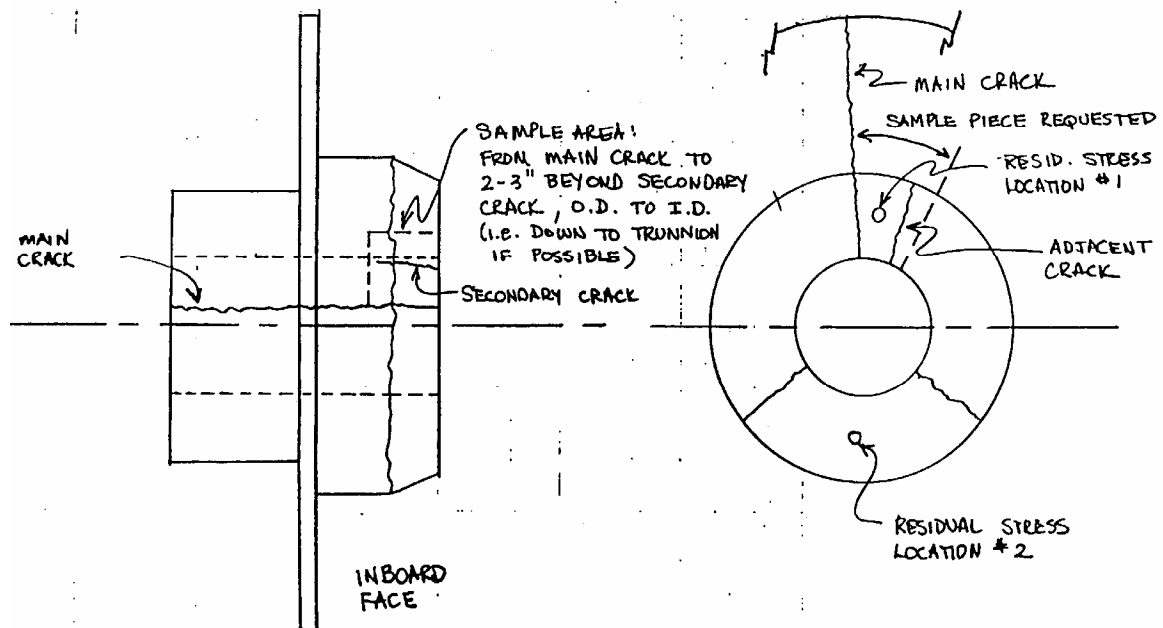 MAIN CRACK
SAMPLE PIECE REQUESTED
SAMPLE AREA:
FROM MAIN CRACK TO
2-3" BEYOND SECONDARY
CRACK, O.D. TO I.D.
(I.E. DOWN TO TRUNNION
IF POSSIBLE)
RESID. STRESS
LOCATION #1
MAIN
CRACK
ADJACENT
CRACK
SECONDARY CRACK
RESIDUAL STRESS
LOCATION #2
INBOARD
FACE